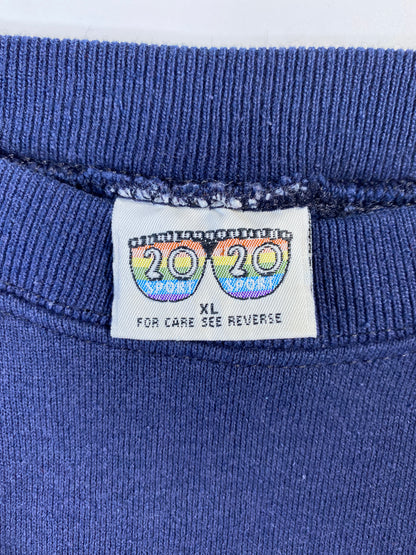 20 20
SPORT SPORT
XL
FOR CARE SEE REVERSE